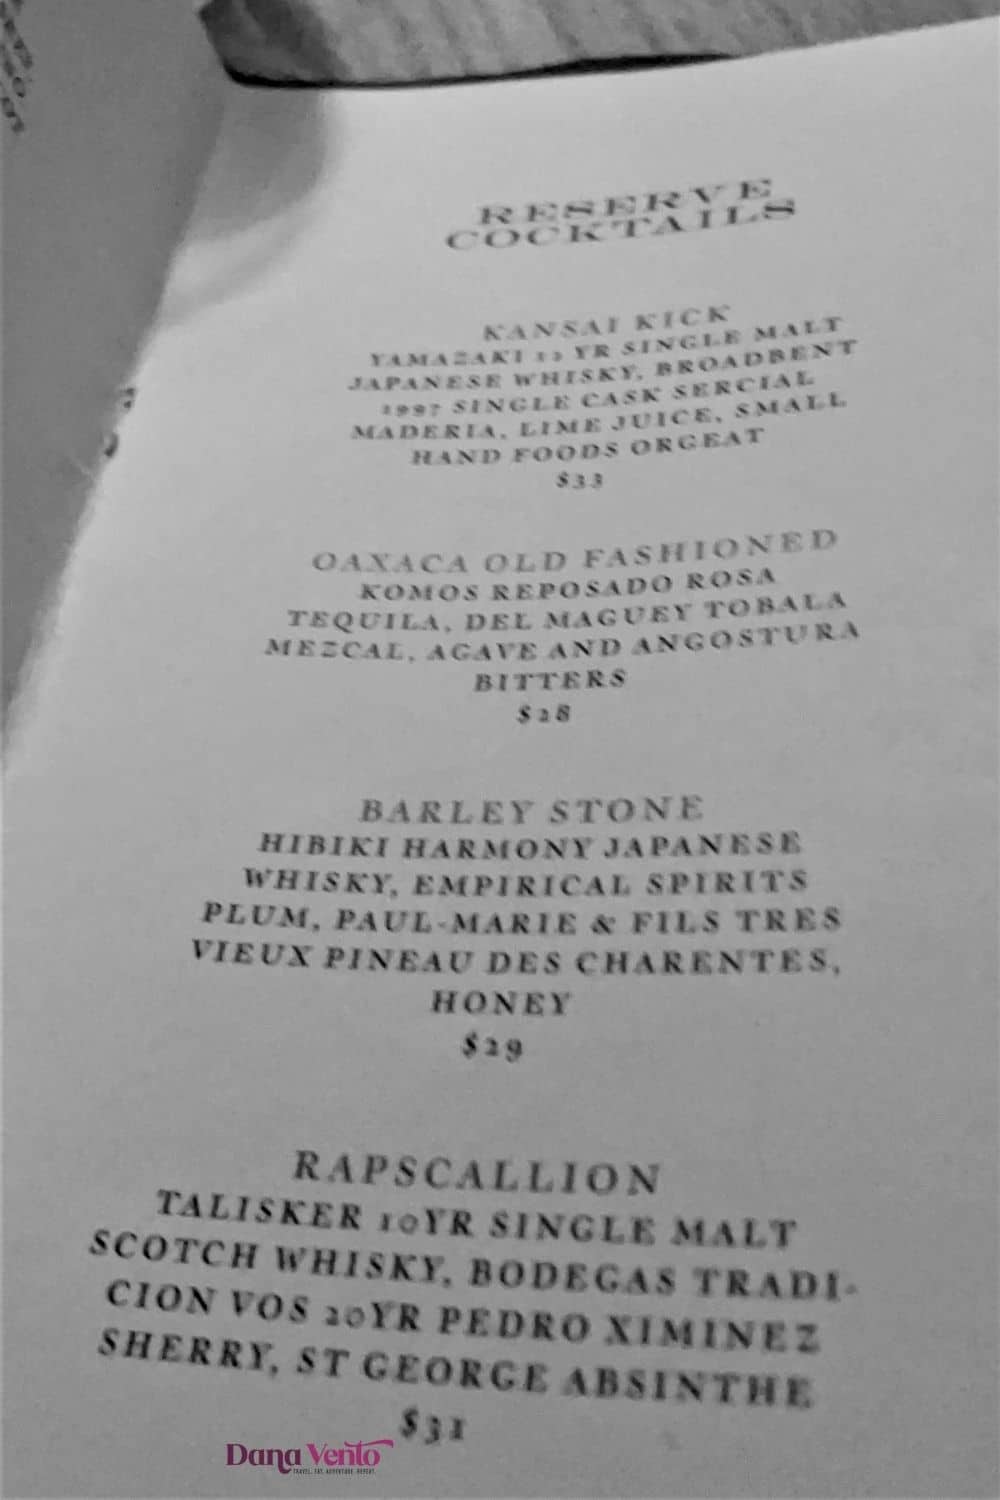 RESERVE
COCKTAILS
KANSAI KICK
YAMAZAKI 12 YR SINGLE MALT
JAPANESE WHISKY, BROADBENT
1997 SINGLE CASK SERCIAL
MADERIA, LIME JUICE, SMALL
HAND FOODS ORGEAT
$33
OAXACA OLD FASHIONED
KOMOS REPOSADO ROSA
TEQUILA, DEL MAGUEY TOBALA
MEZCAL, AGAVE AND ANGOSTURA
BITTERS
$28
BARLEY STONE
HIBIKI HARMONY JAPANESE
WHISKY, EMPIRICAL SPIRITS
PLUM, PAUL-MARIE & FILS TRES
VIEUX PINEAU DES CHARENTES,
HONEY
$29
RAPSCALLION
TALISKER 10YR SINGLE MALT
SCOTCH WHISKY, BODEGAS TRADI-
CION VOS 20YR PEDRO XIMINEZ
SHERRY, ST GEORGE ABSINTHE
$31
Dana Vento
TRAVEL. EAT. ADVENTURE. REPEAT.